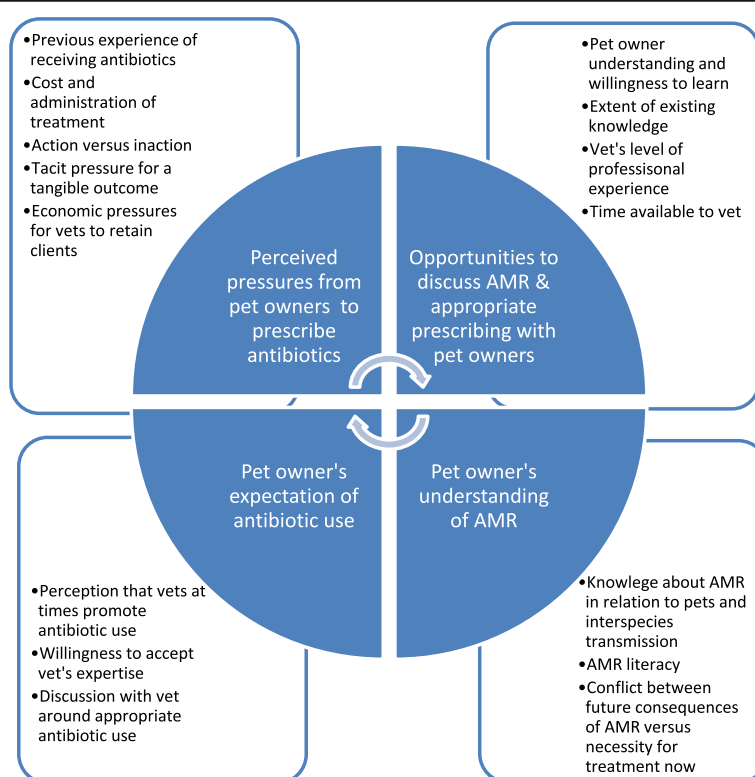 •Previous experience of
receiving antibiotics
•Cost and
administration of
treatment
•Action versus inaction
•Tacit pressure for a
tangible outcome
•Economic pressures
for vets to retain
clients
•Pet owner
understanding and
willingness to learn
•Extent of existing
knowledge
•Vet's level of
professisonal
experience
•Time available to vet
Perceived
pressures from
pet owners to
prescribe
antibiotics
Opportunities to
discuss AMR &
appropriate
prescribing with
pet owners
Pet owner's
expectation of
antibiotic use
Pet owner's
understanding
of AMR
•Perception that vets at
times promote
antibiotic use
•Willingness to accept
vet's expertise
•Discussion with vet
around appropriate
antibiotic use
•Knowlege about AMR
in relation to pets and
interspecies
transmission
•AMR literacy
•Conflict between
future consequences
of AMR versus
necessity for
treatment now